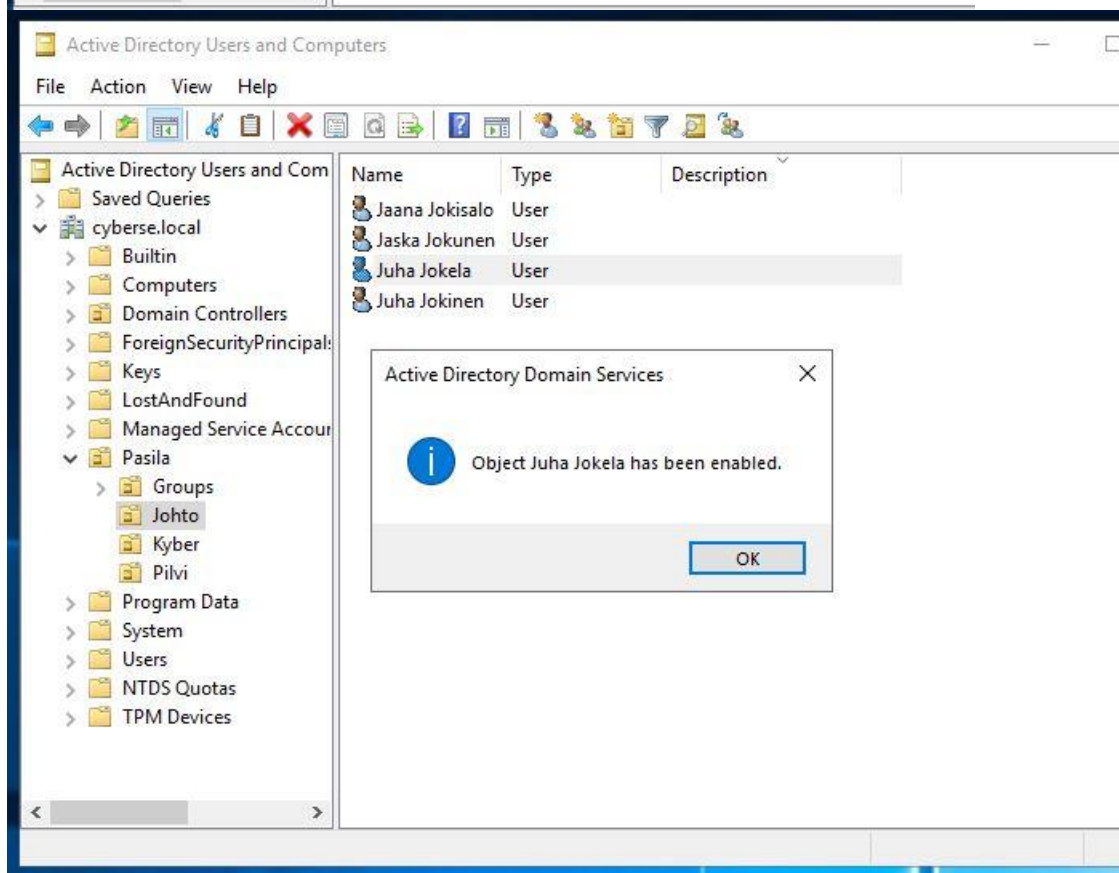 Active Directory Users and Computers
File Action View Help
Active Directory Users and Com
Saved Queries
cyberse.local
Builtin
Computers
Domain Controllers
ForeignSecurityPrincipals
Keys
LostAndFound
Managed Service Accour
Pasila
Groups
Johto
Kyber
Pilvi
Program Data
System
Users
NTDS Quotas
TPM Devices
Name Type Description
Jaana Jokisalo User
Jaska Jokunen User
Juha Jokela User
Juha Jokinen User
Active Directory Domain Services
Object Juha Jokela has been enabled.
OK